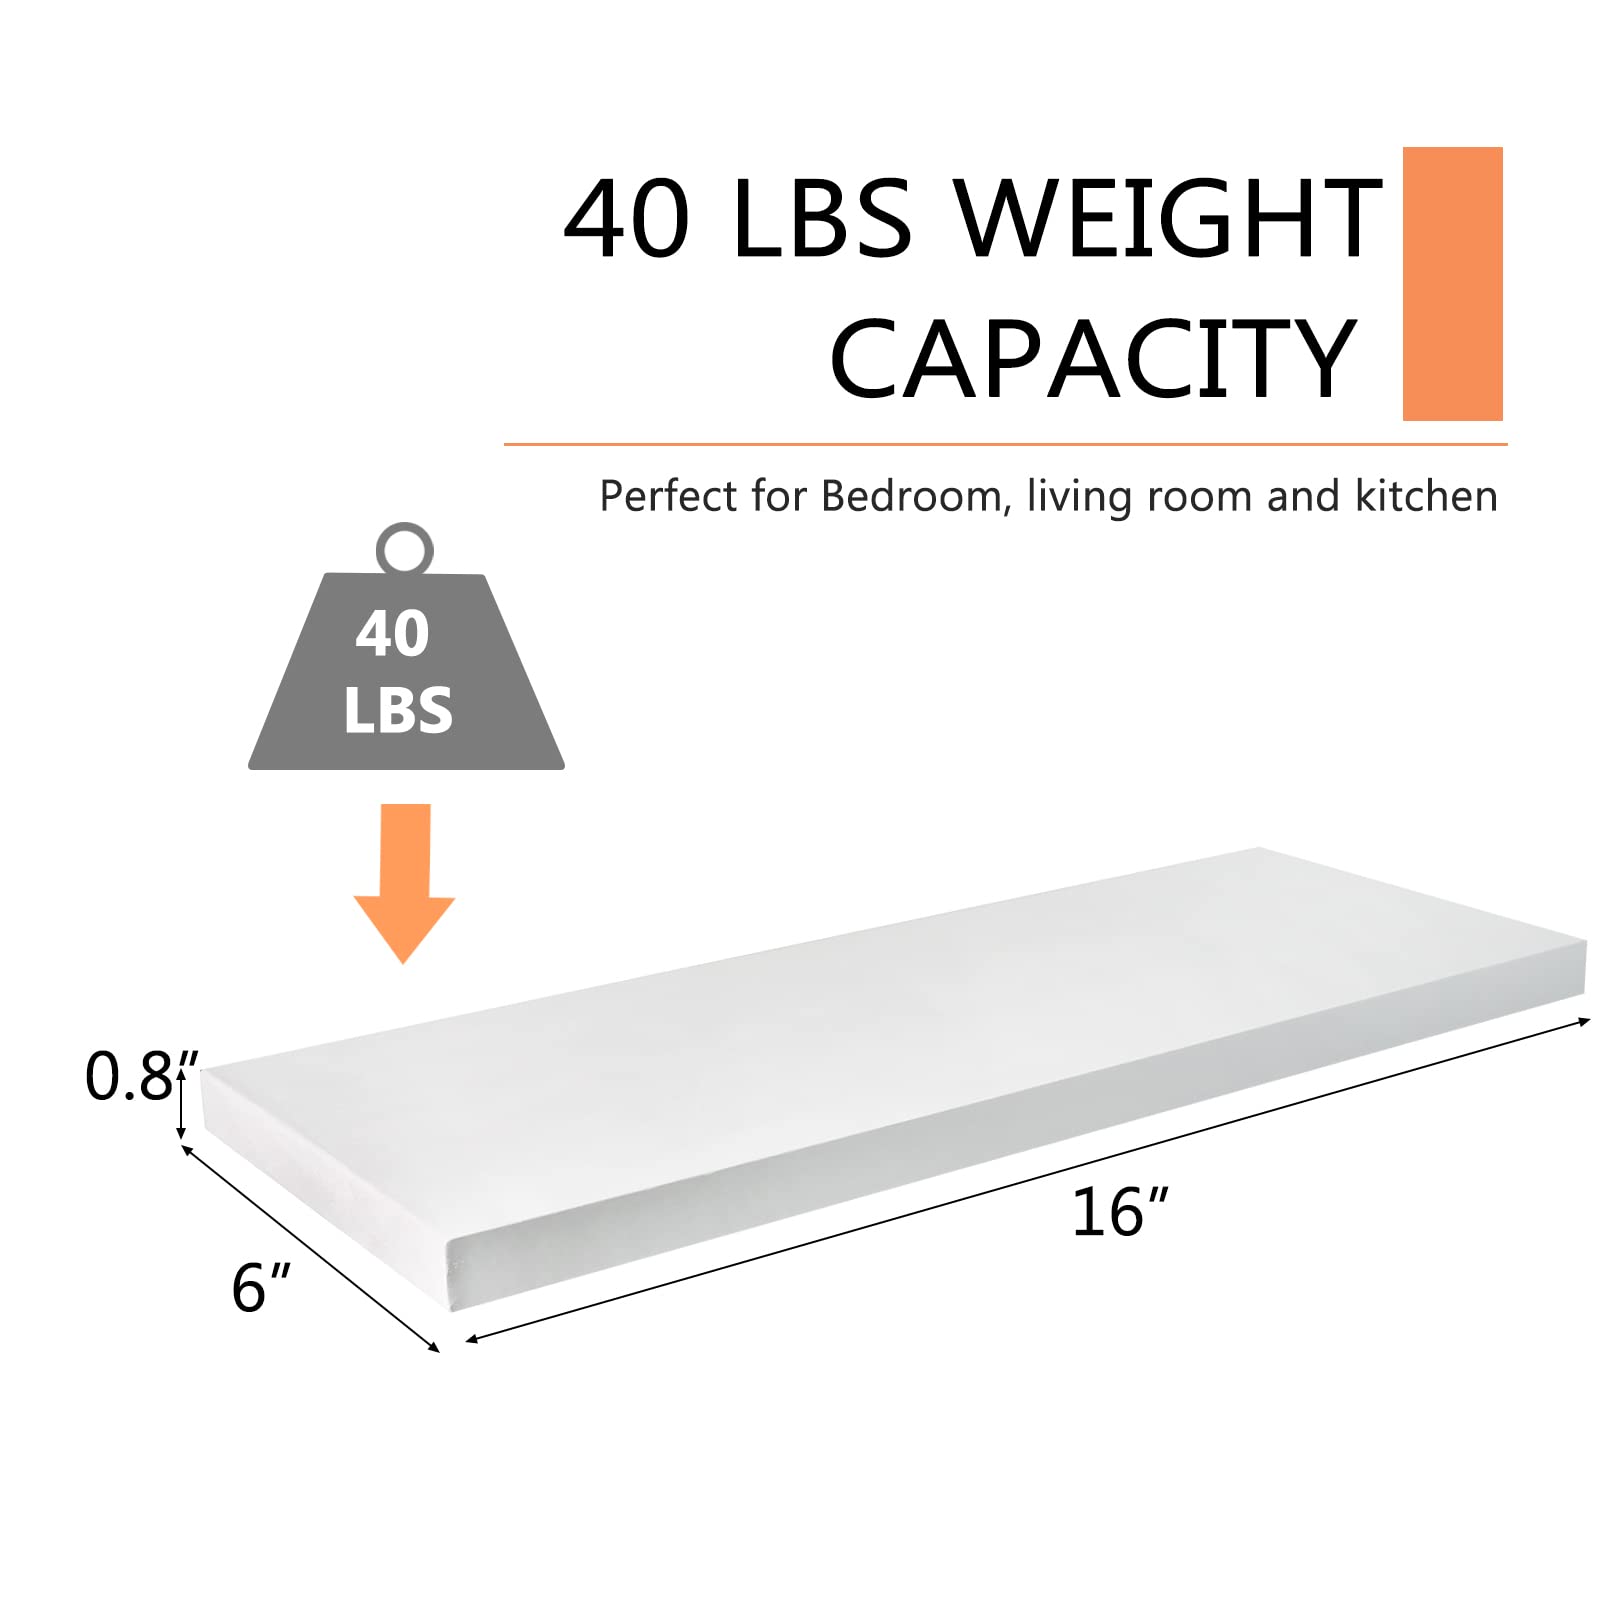 40 LBS WEIGHT
CAPACITY
Perfect for Bedroom, living room and kitchen
40
LBS
0.8″
6″
16″